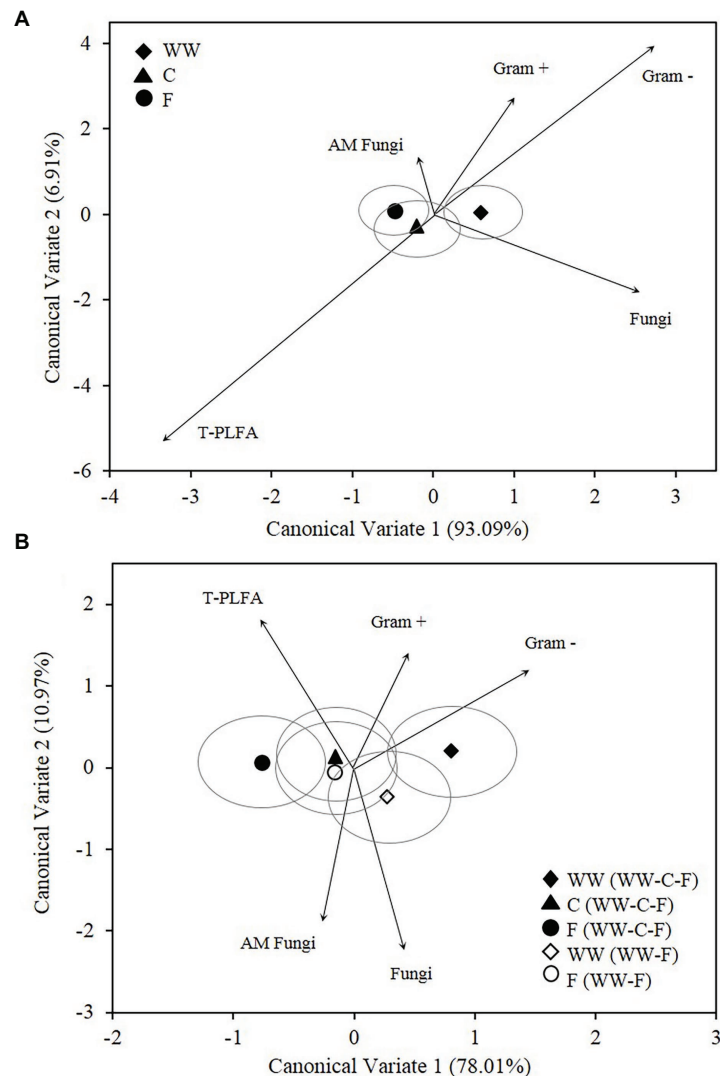 A
4
2
0
-2
-4
-6
-4
-3
-2
-1
0
1
2
3
Canonical Variate 2 (6.91%)
Canonical Variate 1 (93.09%)
WW
C
F
Gram +
Gram -
AM Fungi
Fungi
T-PLFA
B
2
1
0
-1
-2
-3
-2
-1
0
1
2
3
Canonical Variate 2 (10.97%)
Canonical Variate 1 (78.01%)
T-PLFA
Gram +
Gram -
AM Fungi
Fungi
WW (WW-C-F)
C (WW-C-F)
F (WW-C-F)
WW (WW-F)
F (WW-F)